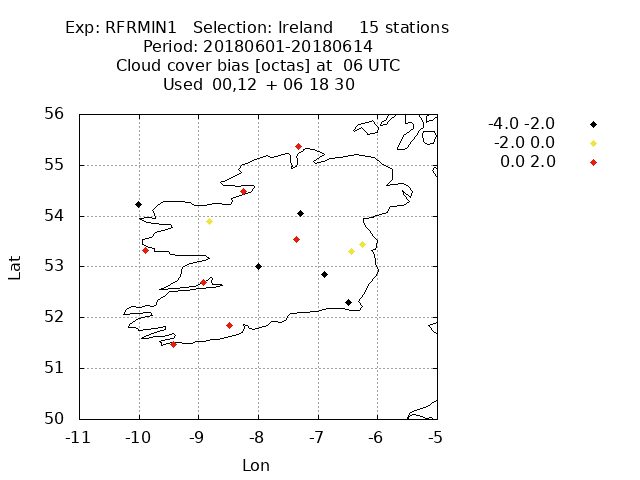 Exp: RFRMIN1   Selection: Ireland     15 stations
Period: 20180601-20180614
Cloud cover bias [octas] at  06 UTC
Used  00,12  + 06 18 30
-4.0 -2.0
-2.0 0.0
0.0 2.0
56
55
54
53
52
51
50
Lat
-11 -10 -9 -8 -7 -6 -5
Lon